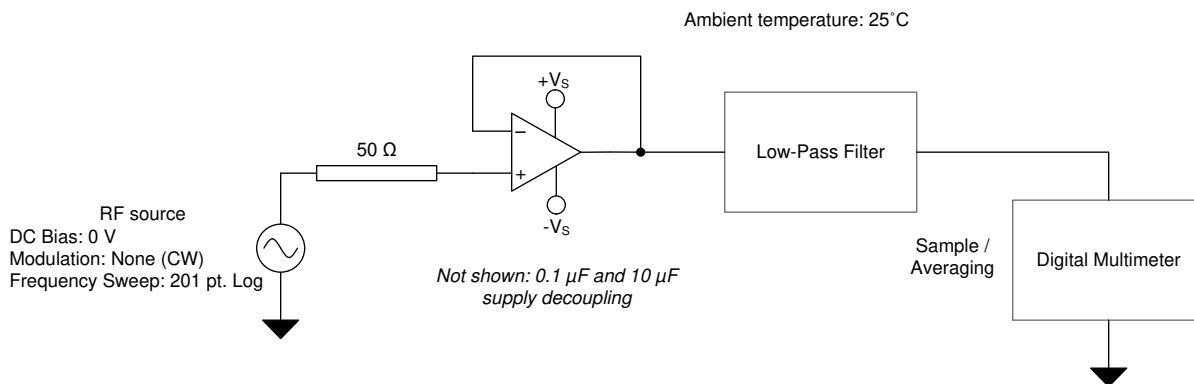 Ambient temperature: 25˚C
+VS
50 Ω
−
+
-VS
Low-Pass Filter
RF source
DC Bias: 0 V
Modulation: None (CW)
Frequency Sweep: 201 pt. Log
Not shown: 0.1 µF and 10 µF
supply decoupling
Sample /
Averaging
Digital Multimeter